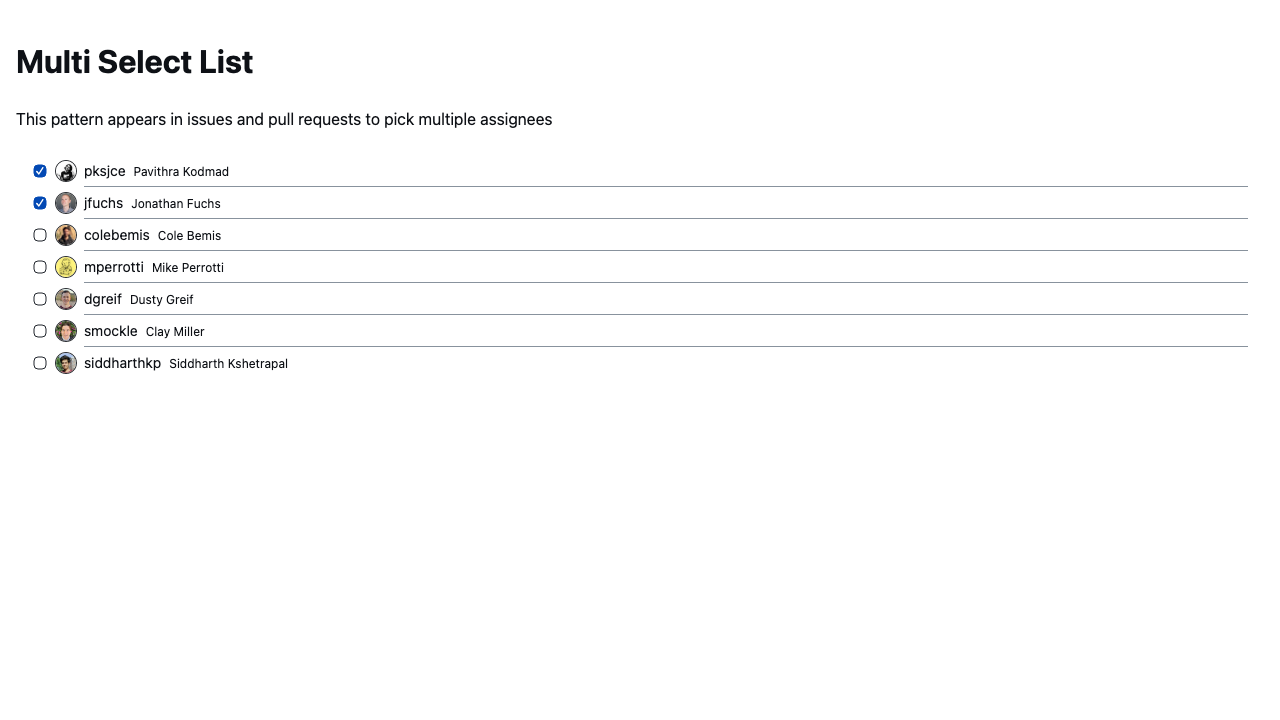 Multi Select List
This pattern appears in issues and pull requests to pick multiple assignees
pksjce Pavithra Kodmad
jfuchs Jonathan Fuchs
colebemis Cole Bemis
mperrotti Mike Perrotti
dgreif Dusty Greif
smockle Clay Miller
siddharthkp Siddharth Kshetrapal